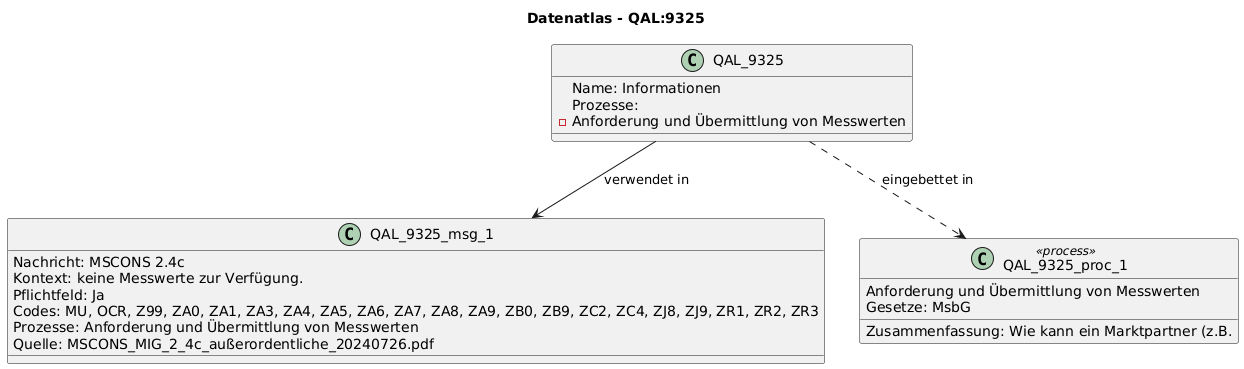 Datenatlas - QAL:9325
C QAL_9325
Name: Informationen
Prozesse:
Anforderung und Übermittlung von Messwerten
verwendet in
eingebettet in
C QAL_9325_msg_1
Nachricht: MSCONS 2.4c
Kontext: keine Messwerte zur Verfügung.
Pflichtfeld: Ja
Codes: MU, OCR, Z99, ZA0, ZA1, ZA3, ZA4, ZA5, ZA6, ZA7, ZA8, ZA9, ZB0, ZB9, ZC2, ZC4, ZJ8, ZJ9, ZR1, ZR2, ZR3
Prozesse: Anforderung und Übermittlung von Messwerten
Quelle: MSCONS_MIG_2_4c_außerordentliche_20240726.pdf
«process»
C QAL_9325_proc_1
Anforderung und Übermittlung von Messwerten
Gesetze: MsbG
Zusammenfassung: Wie kann ein Marktpartner (z.B.